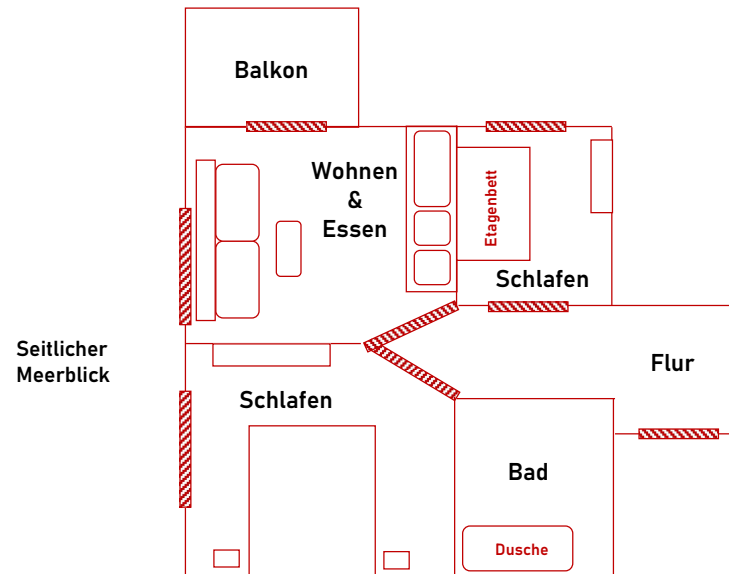 Balkon
Wohnen
&
Essen
Etagenbett
Schlafen
Seitlicher
Meerblick
Flur
Schlafen
Bad
Dusche